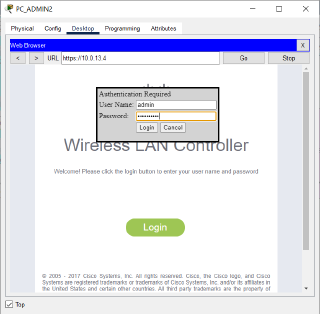 PC_ADMIN2
Physical Config Desktop Programming Attributes
Web Browser X
< > URL https://10.0.13.4 Go Stop
Authentication Required
User Name: admin
Password: ••••••••••
Login Cancel
Wireless LAN Controller
Welcome! Please click the login button to enter your user name and password
Login
© 2005 - 2017 Cisco Systems, Inc. All rights reserved. Cisco, the Cisco logo, and Cisco
Systems are registered trademarks or trademarks of Cisco Systems, Inc. and/or its affiliates in
the United States and certain other countries. All third party trademarks are the property of
Top